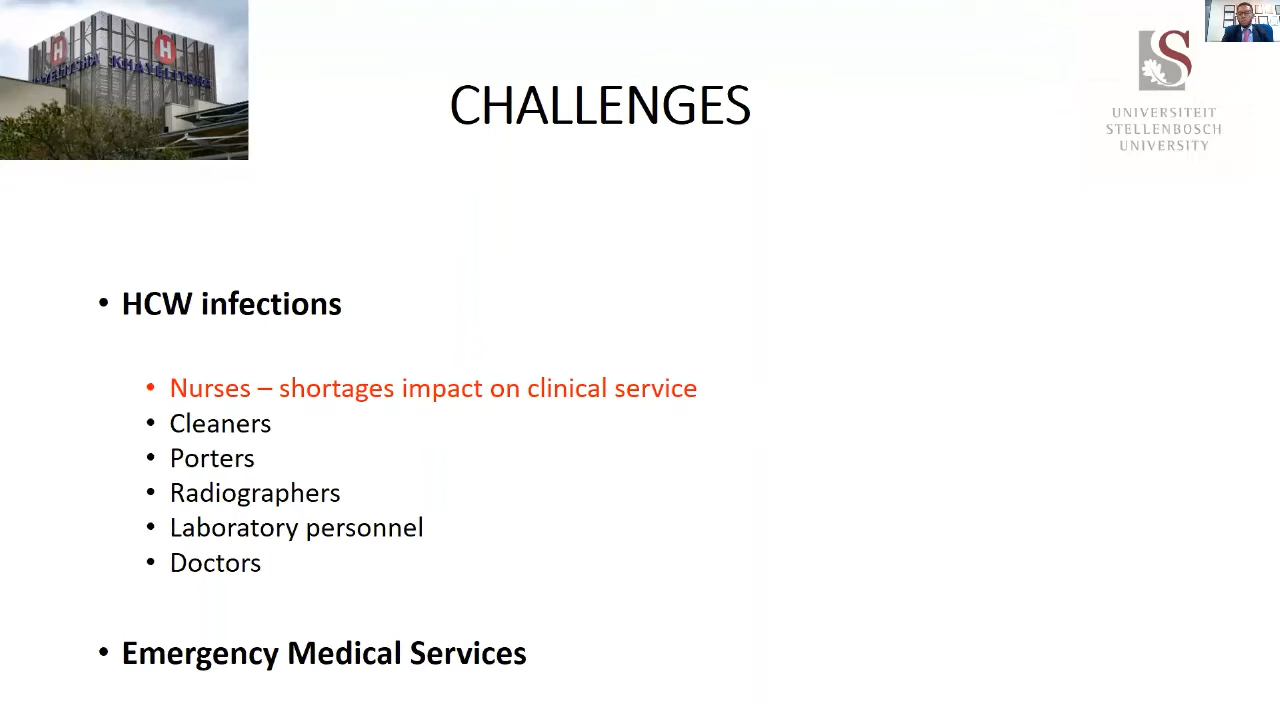 H
H
KHAYELITSHA
CHALLENGES
UNIVERSITEIT
STELLENBOSCH
UNIVERSITY
• HCW infections
• Nurses – shortages impact on clinical service
• Cleaners
• Porters
• Radiographers
• Laboratory personnel
• Doctors
• Emergency Medical Services